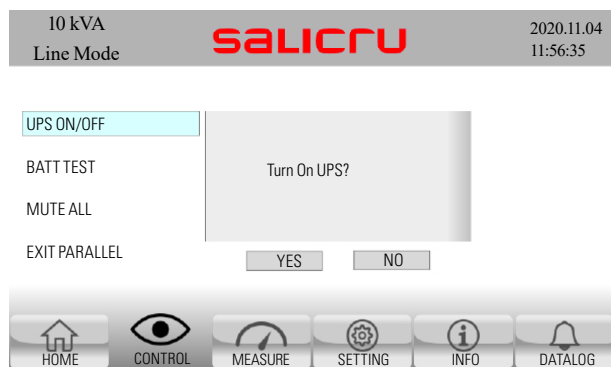 10 kVA
Line Mode
salicru
2020.11.04
11:56:35
UPS ON/OFF
BATT TEST
MUTE ALL
EXIT PARALLEL
Turn On UPS?
YES NO
HOME CONTROL MEASURE SETTING INFO DATALOG